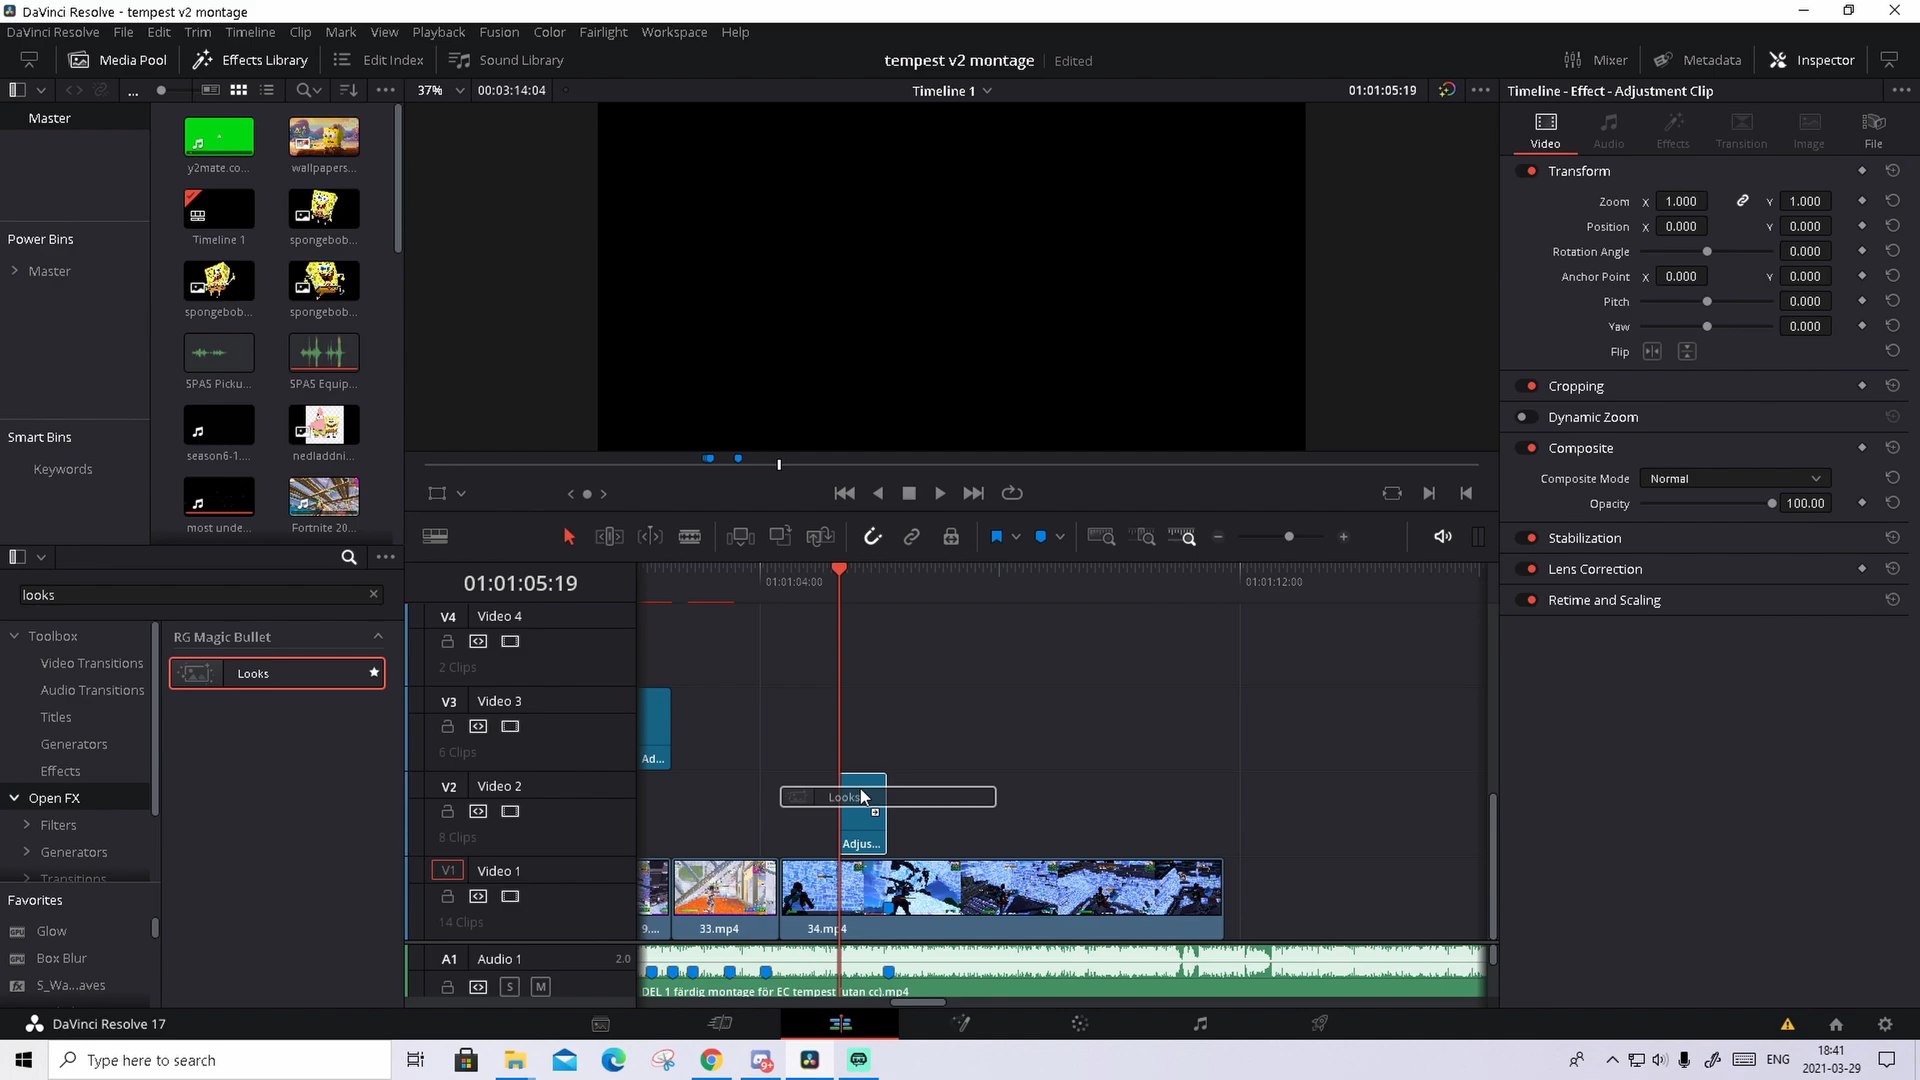 DaVinci Resolve - tempest v2 montage
DaVinci Resolve File Edit Trim Timeline Clip Mark View Playback Fusion Color Fairlight Workspace Help
Media Pool Effects Library Edit Index Sound Library tempest v2 montage Edited Mixer Metadata Inspector
... 37% 00:03:14:04 Timeline 1 01:01:05:19 Timeline - Effect - Adjustment Clip
Master
y2mate.co... wallpapers...
Video Audio Effects Transition Image File
Transform
Zoom X 1.000 Y 1.000
Position X 0.000 Y 0.000
Rotation Angle 0.000
Anchor Point X 0.000 Y 0.000
Pitch 0.000
Yaw 0.000
Flip
Cropping
Dynamic Zoom
Composite
Composite Mode Normal
Opacity 100.00
Stabilization
Lens Correction
Retime and Scaling
Timeline 1 spongebob...
Power Bins
Master
spongebob... spongebob...
SPAS Picku... SPAS Equip...
Smart Bins
Keywords
season6-1.... nedladdni...
most unde... Fortnite 20...
looks
Toolbox
Video Transitions
Audio Transitions
Titles
Generators
Effects
Open FX
Filters
Generators
Transitions
Favorites
Glow
Box Blur
S_Wa...aves
RG Magic Bullet
Looks
01:01:05:19
01:01:04:00 01:01:12:00
V4 Video 4
2 Clips
V3 Video 3
6 Clips
Ad...
V2 Video 2
8 Clips
Looks
Adjus...
V1 Video 1
14 Clips
9.... 33.mp4 34.mp4
A1 Audio 1 2.0
S M
DEL 1 färdig montage för EC tempest (utan cc).mp4
DaVinci Resolve 17
Type here to search
9+
ENG
18:41
2021-03-29